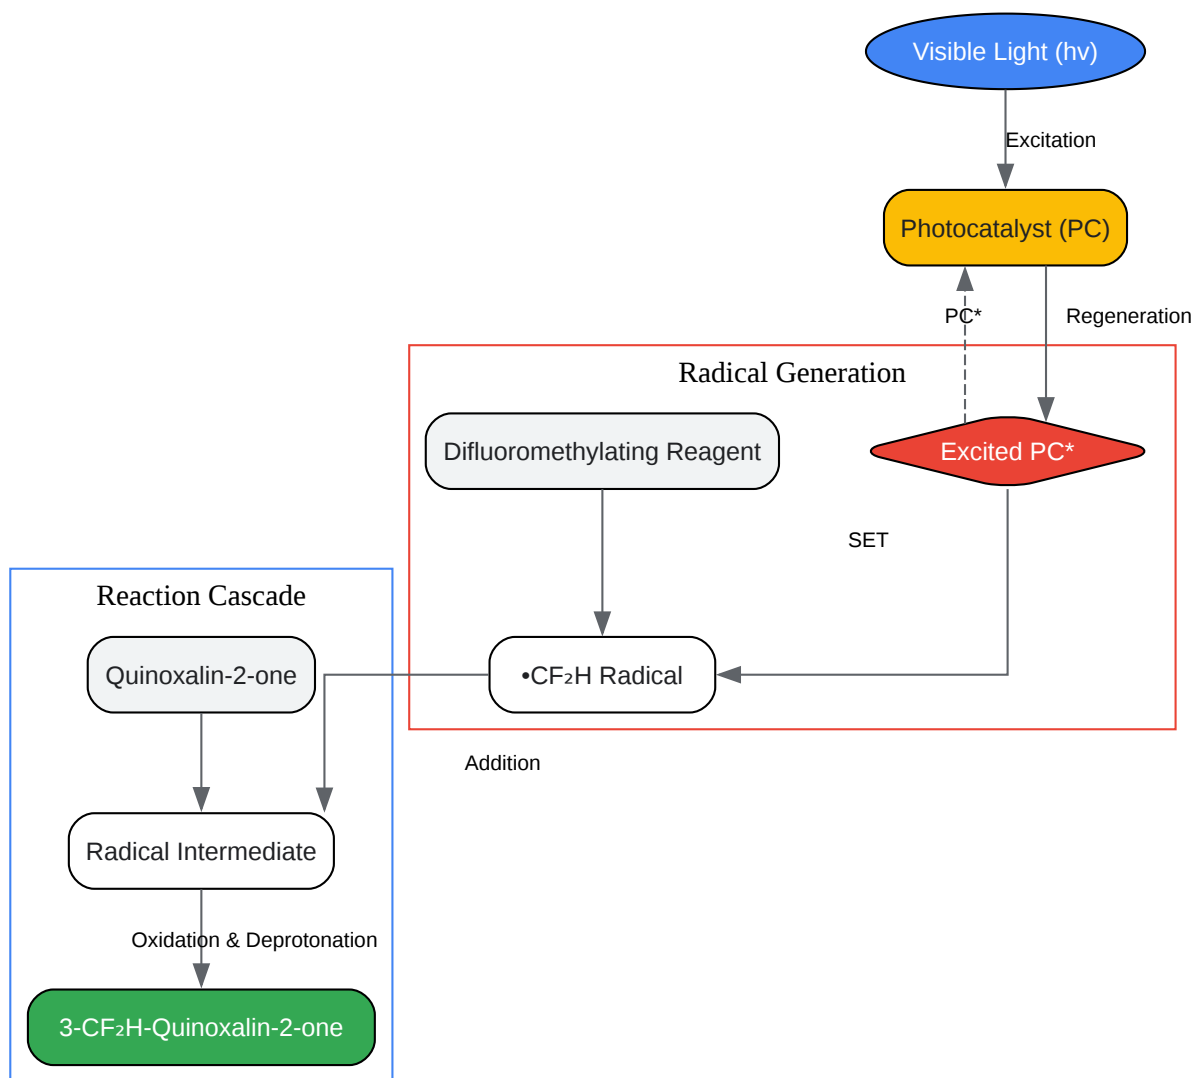 Visible Light (hv)
Excitation
Photocatalyst (PC)
PC*
Regeneration
Radical Generation
Difluoromethylating Reagent
Excited PC*
SET
Reaction Cascade
Quinoxalin-2-one
•CF₂H Radical
Addition
Radical Intermediate
Oxidation & Deprotonation
3-CF₂H-Quinoxalin-2-one